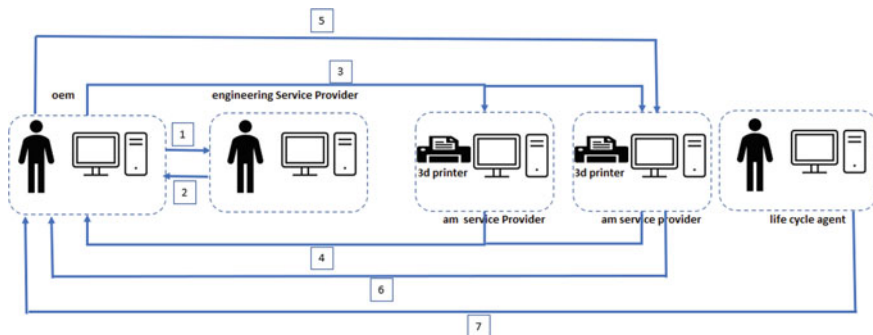 5
3
oem
engineering Service Provider
1
2
3d printer
3d printer
am service Provider
am service provider
life cycle agent
4
6
7